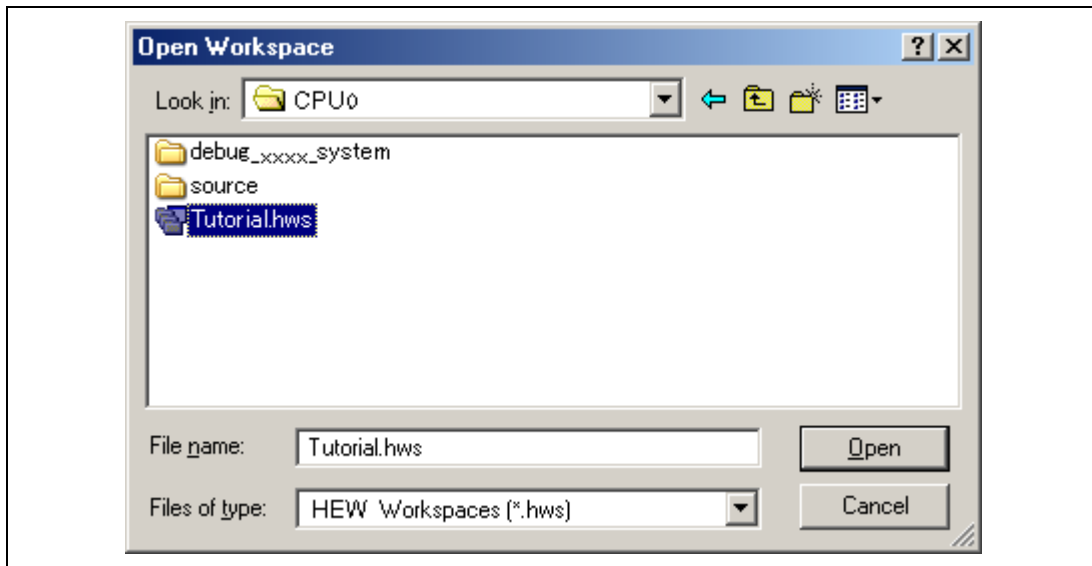 Open Workspace
Look in: CPU0
debug_xxxx_system
source
Tutorial.hws
File name: Tutorial.hws Open
Files of type: HEW Workspaces (*.hws) Cancel